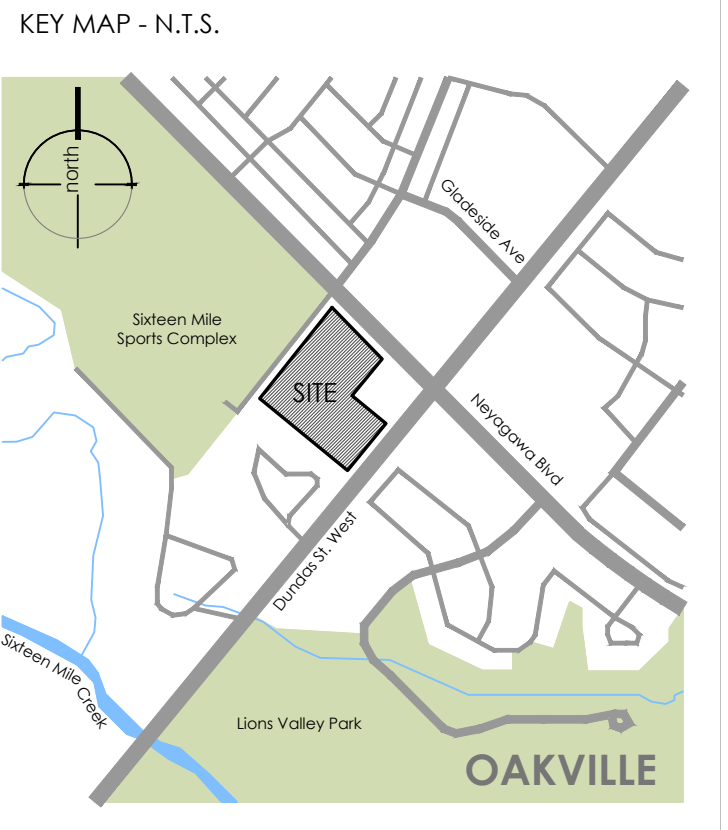 KEY MAP - N.T.S.
north
Gladeside Ave
Sixteen Mile
Sports Complex
SITE
Neyagawa Blvd
Dundas St. West
Sixteen Mile Creek
Lions Valley Park
OAKVILLE